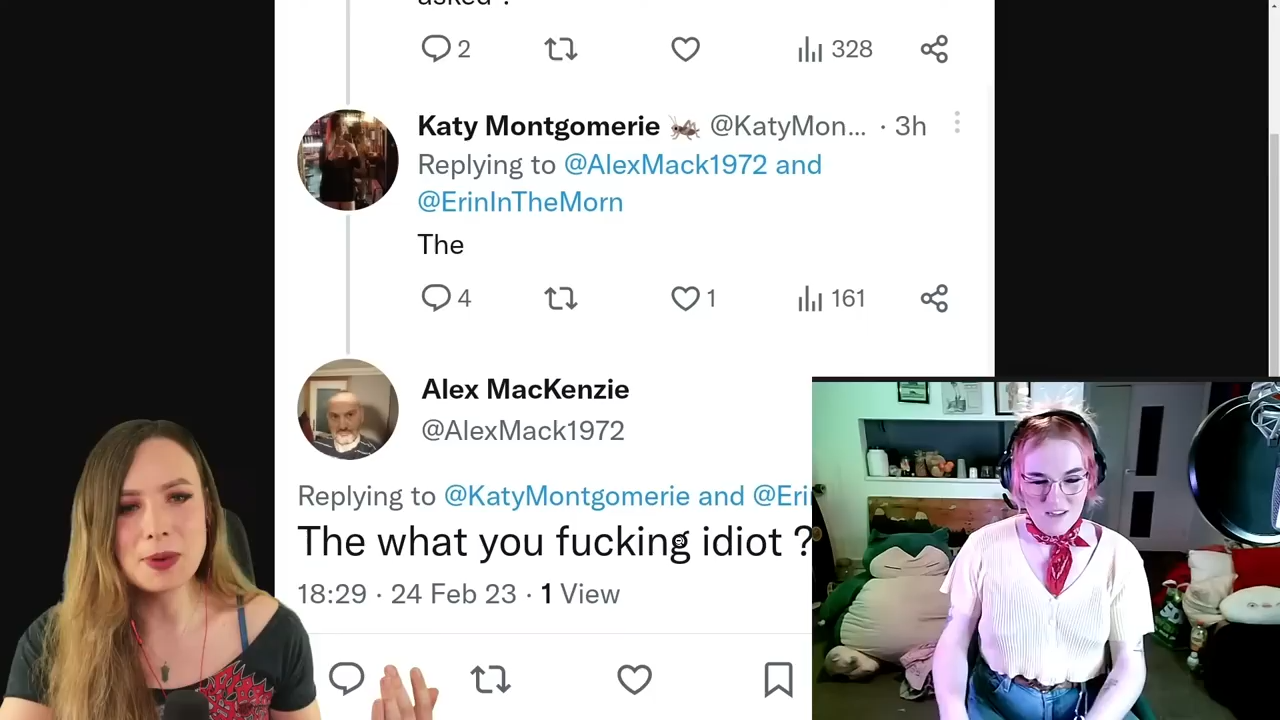 asked ?
2 328
Katy Montgomerie 🦗 @KatyMon... · 3h
Replying to @AlexMack1972 and
@ErinInTheMorn
The
4 1 161
Alex MacKenzie
@AlexMack1972
Replying to @KatyMontgomerie and @Eri
The what you fucking idiot ?
18:29 · 24 Feb 23 · 1 View